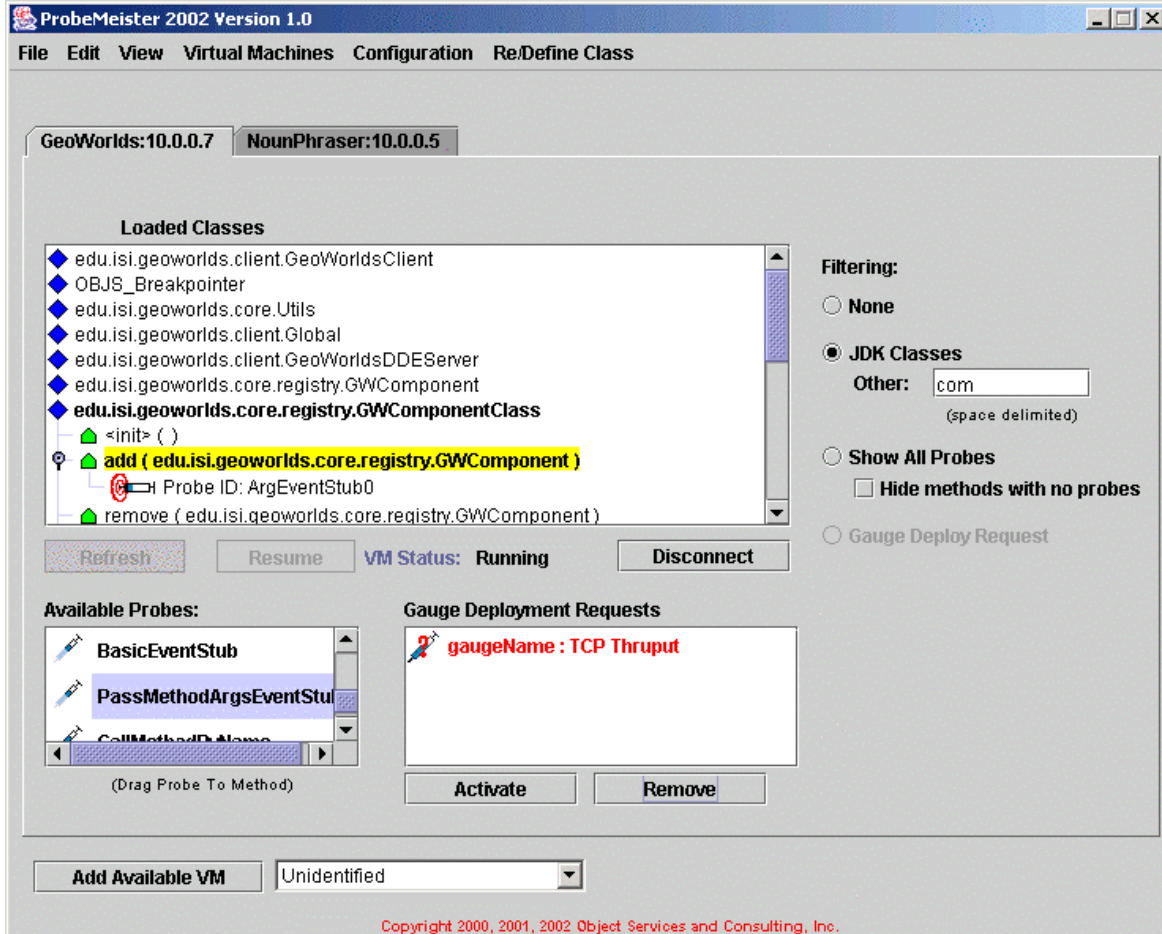 ProbeMeister 2002 Version 1.0
File Edit View Virtual Machines Configuration Re/Define Class
GeoWorlds:10.0.0.7 NounPhraser:10.0.0.5
Loaded Classes
edu.isi.geoworlds.client.GeoWorldsClient
OBJS_Breakpointer
edu.isi.geoworlds.core.Utils
edu.isi.geoworlds.client.Global
edu.isi.geoworlds.client.GeoWorldsDDEServer
edu.isi.geoworlds.core.registry.GWComponent
edu.isi.geoworlds.core.registry.GWComponentClass
<init> ( )
add ( edu.isi.geoworlds.core.registry.GWComponent )
Probe ID: ArgEventStub0
remove ( edu.isi.geoworlds.core.registry.GWComponent )
Filtering:
None
JDK Classes
Other: com
(space delimited)
Show All Probes
Hide methods with no probes
Gauge Deploy Request
Refresh Resume VM Status: Running Disconnect
Available Probes:
BasicEventStub
PassMethodArgsEventStu
CallMethodByName
(Drag Probe To Method)
Gauge Deployment Requests
gaugeName : TCP Thruput
Activate Remove
Add Available VM Unidentified
Copyright 2000, 2001, 2002 Object Services and Consulting, Inc.